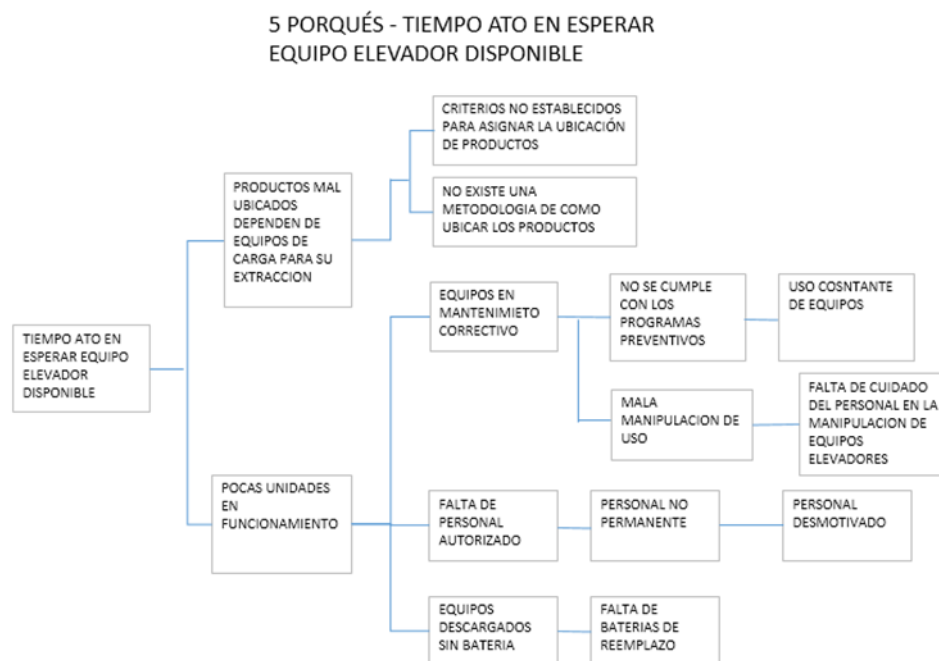 5 PORQUÉS - TIEMPO ATO EN ESPERAR
EQUIPO ELEVADOR DISPONIBLE
CRITERIOS NO ESTABLECIDOS
PARA ASIGNAR LA UBICACIÓN
DE PRODUCTOS
PRODUCTOS MAL
UBICADOS
DEPENDEN DE
EQUIPOS DE
CARGA PARA SU
EXTRACCION
NO EXISTE UNA
METODOLOGIA DE COMO
UBICAR LOS PRODUCTOS
EQUIPOS EN
MANTENIMIETO
CORRECTIVO
NO SE CUMPLE
CON LOS
PROGRAMAS
PREVENTIVOS
USO COSNTANTE
DE EQUIPOS
TIEMPO ATO EN
ESPERAR EQUIPO
ELEVADOR
DISPONIBLE
MALA
MANIPULACION DE
USO
FALTA DE CUIDADO
DEL PERSONAL EN LA
MANIPULACION DE
EQUIPOS
ELEVADORES
POCAS UNIDADES
EN
FUNCIONAMIENTO
FALTA DE
PERSONAL
AUTORIZADO
PERSONAL NO
PERMANENTE
PERSONAL
DESMOTIVADO
EQUIPOS
DESCARGADOS
SIN BATERIA
FALTA DE
BATERIAS DE
REEMPLAZO